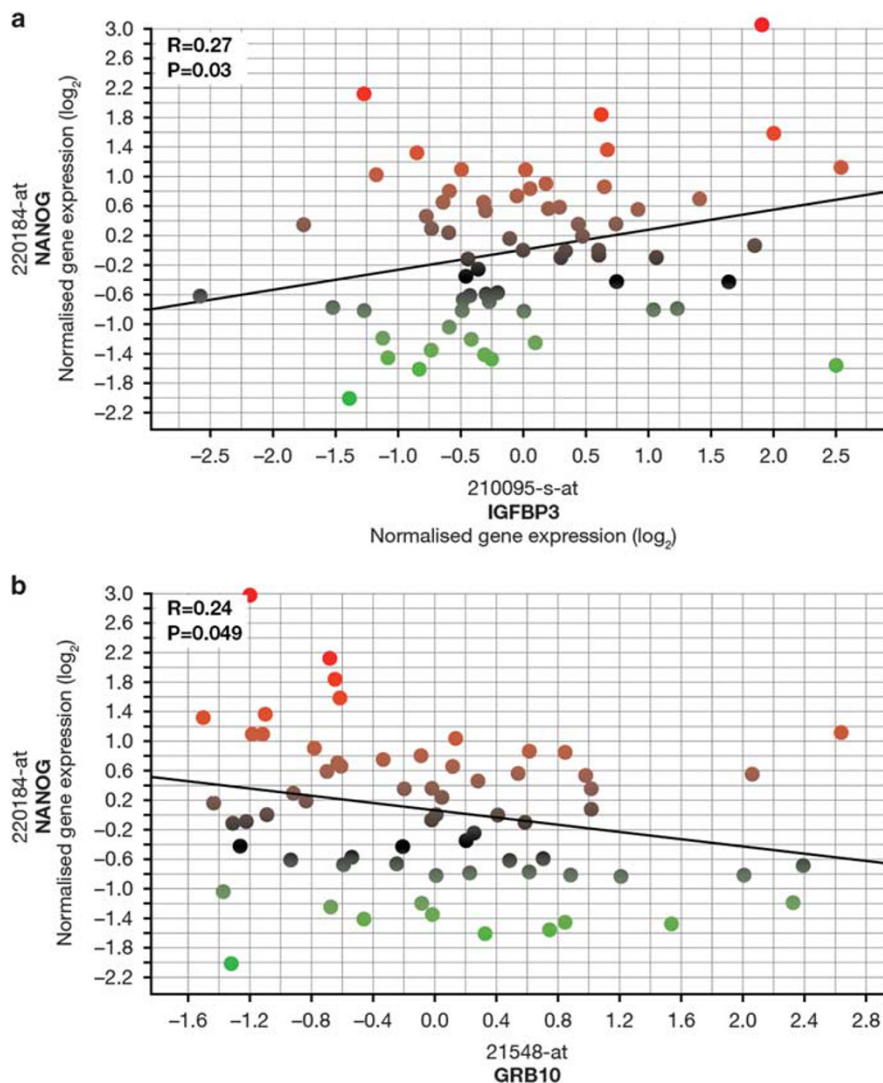 a
R=0.27
P=0.03
3.0
2.6
2.2
1.8
1.4
1.0
0.6
0.2
−0.2
−0.6
−1.0
−1.4
−1.8
−2.2
220184-at
NANOG
Normalised gene expression (log2)
−2.5 −2.0 −1.5 −1.0 −0.5 0.0 0.5 1.0 1.5 2.0 2.5
210095-s-at
IGFBP3
Normalised gene expression (log2)
b
R=0.24
P=0.049
3.0
2.6
2.2
1.8
1.4
1.0
0.6
0.2
−0.2
−0.6
−1.0
−1.4
−1.8
−2.2
220184-at
NANOG
Normalised gene expression (log2)
−1.6 −1.2 −0.8 −0.4 0.0 0.4 0.8 1.2 1.6 2.0 2.4 2.8
21548-at
GRB10